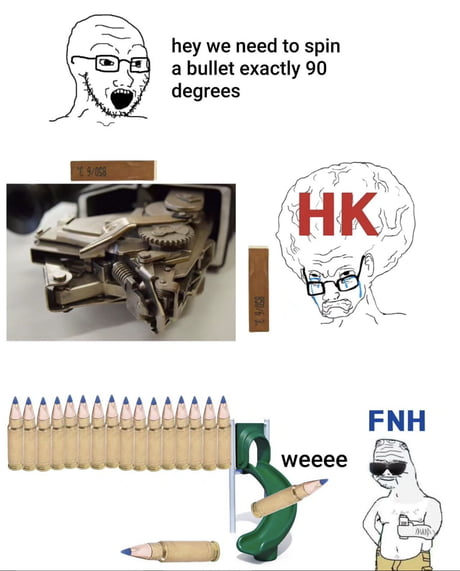 hey we need to spin
a bullet exactly 90
degrees
HK
FNH
weeee